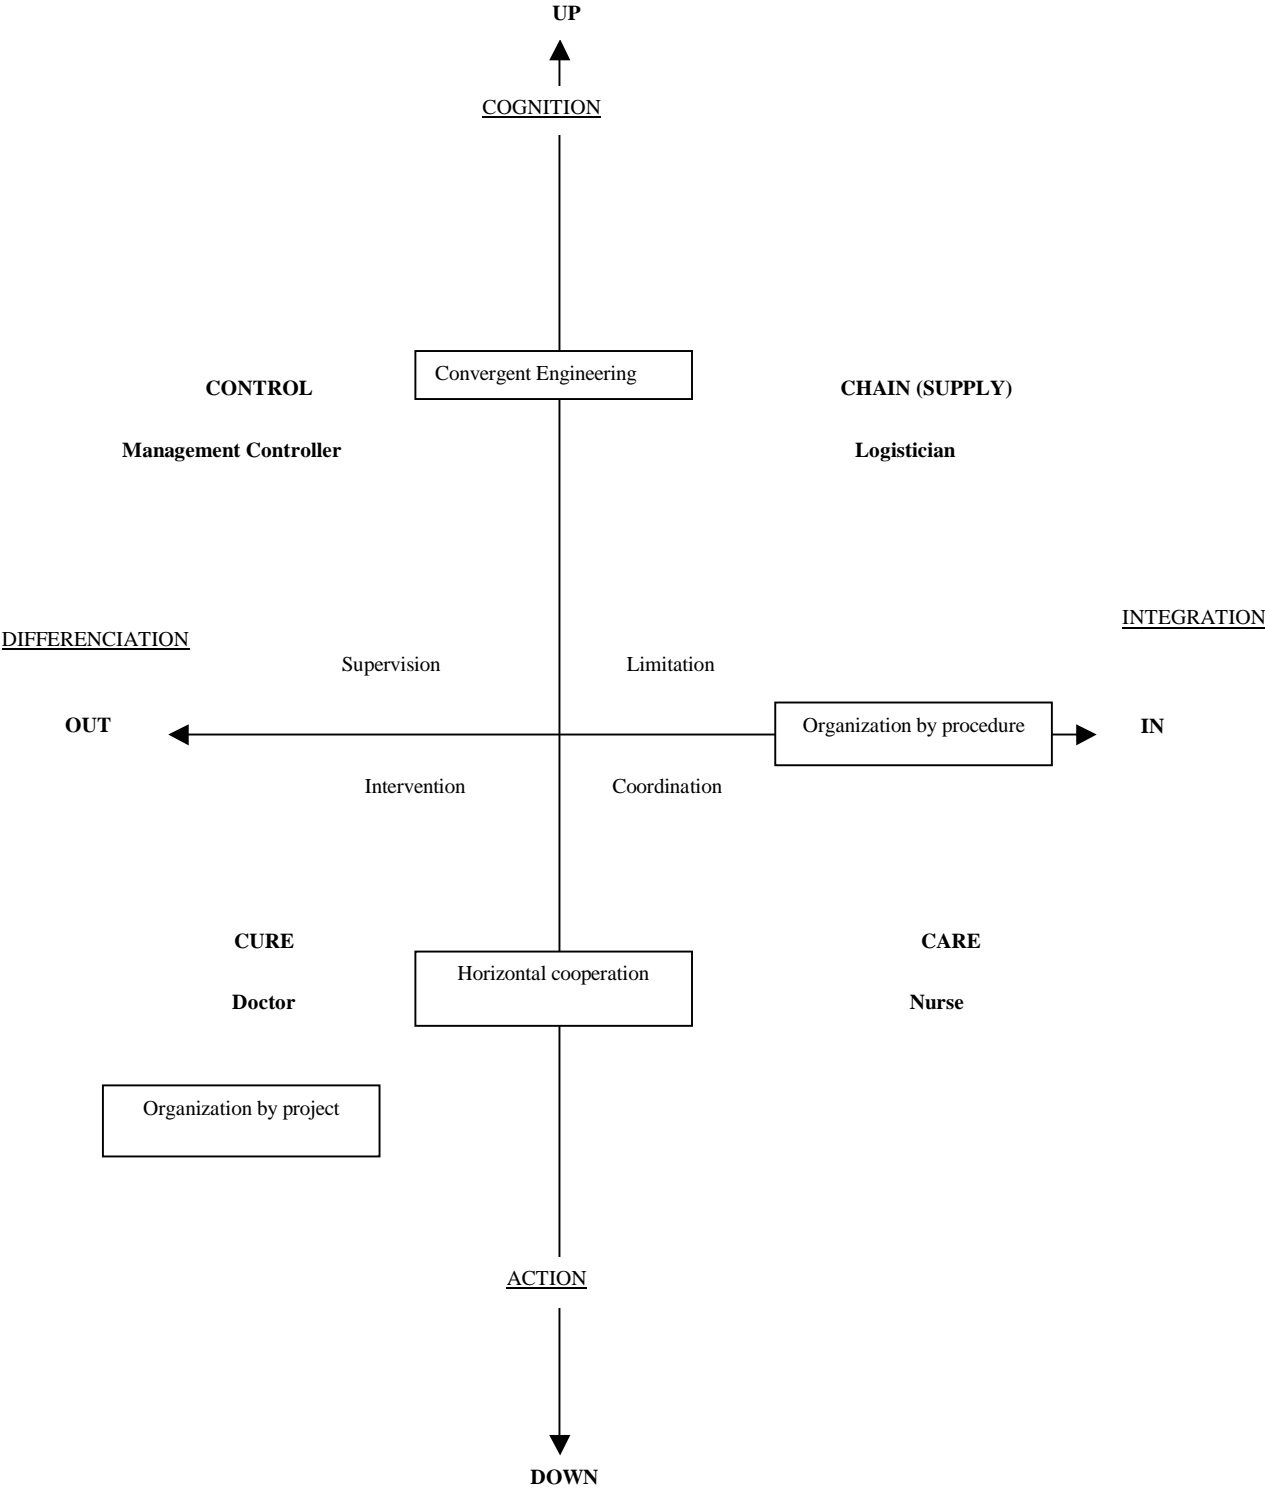 UP
COGNITION
Convergent Engineering
CONTROL
CHAIN (SUPPLY)
Management Controller
Logistician
INTEGRATION
DIFFERENCIATION
Supervision
Limitation
OUT
Organization by procedure
IN
Intervention
Coordination
CURE
CARE
Horizontal cooperation
Doctor
Nurse
Organization by project
ACTION
DOWN